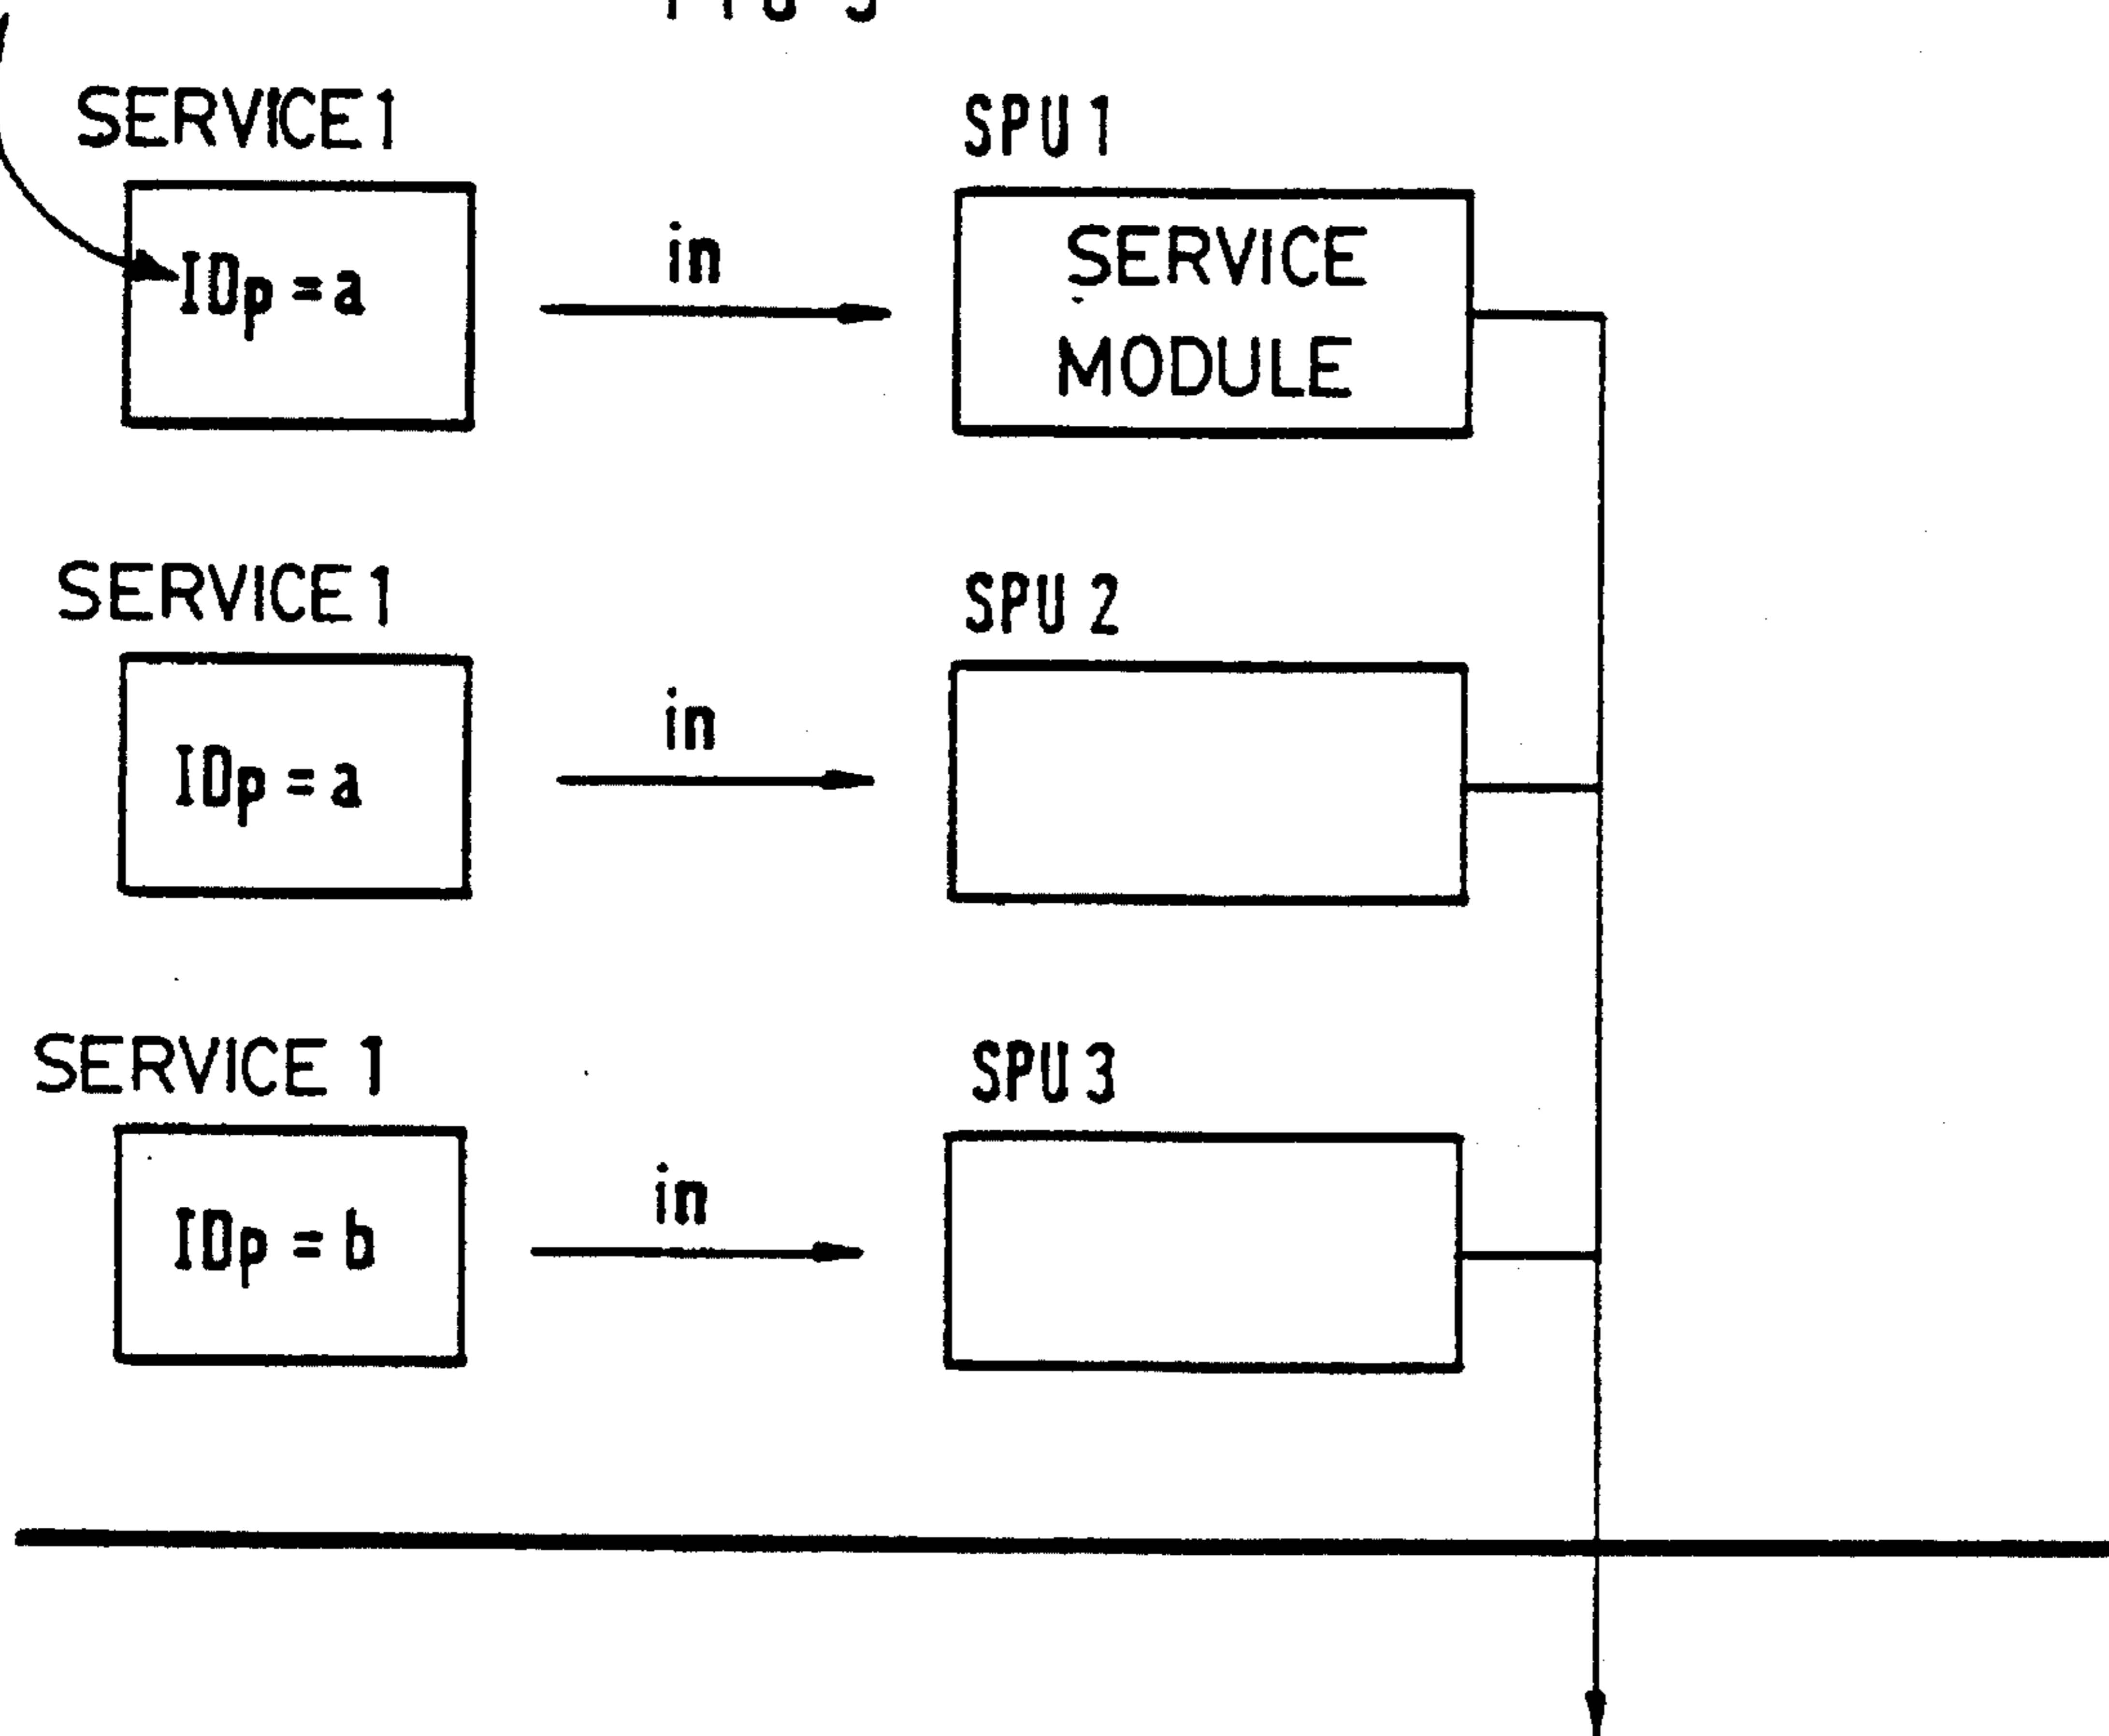 SERVICE 1
SPU 1
IDp = a
in
SERVICE
MODULE
SERVICE 1
SPU 2
IDp = a
in
SERVICE 1
SPU 3
IDp = b
in